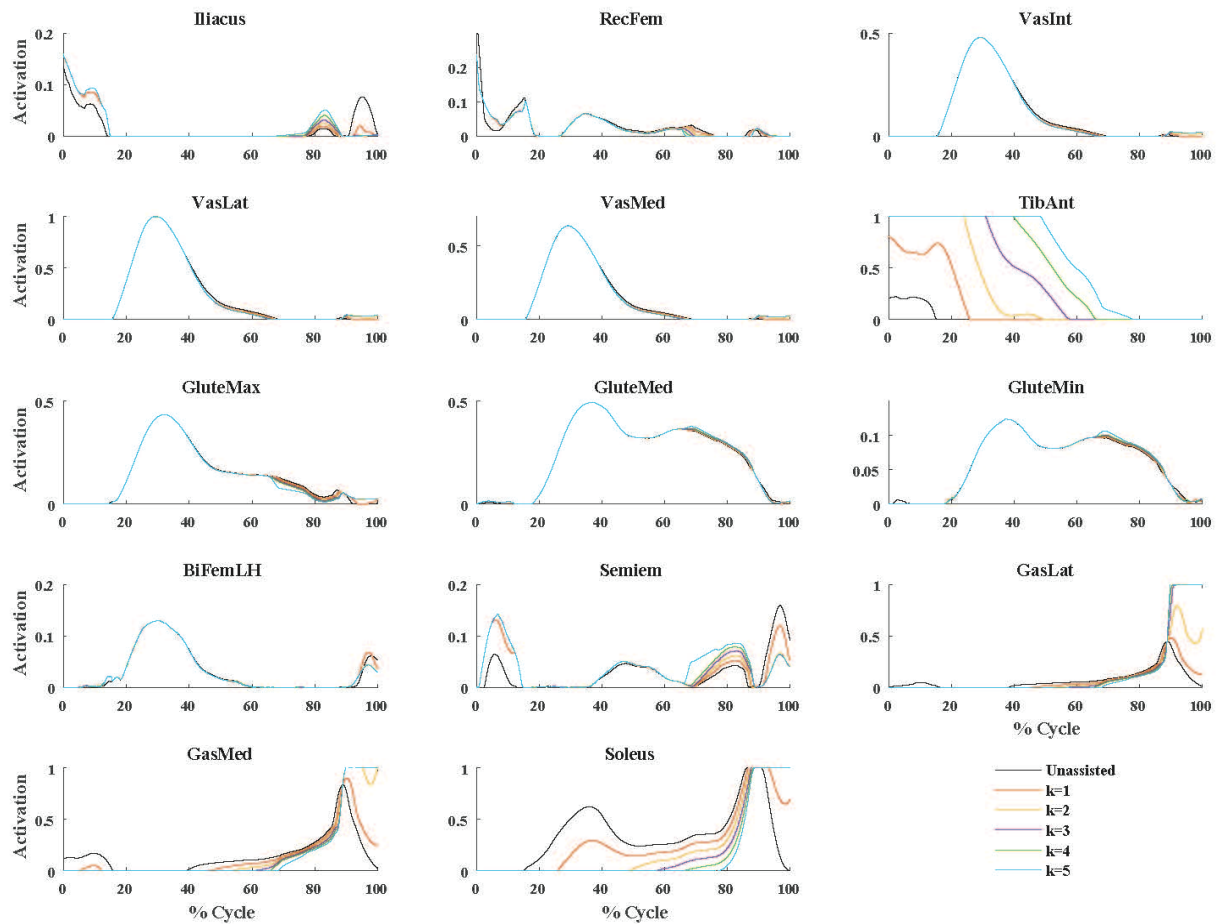 Iliacus RecFem VasInt
Activation
0.2 0.1 0
0.2 0.1 0
0.5 0
0 20 40 60 80 100
0 20 40 60 80 100
0 20 40 60 80 100
VasLat VasMed TibAnt
Activation
1 0.5 0
0.5 0
1 0.5 0
0 20 40 60 80 100
0 20 40 60 80 100
0 20 40 60 80 100
GluteMax GluteMed GluteMin
Activation
0.5 0
0.5 0
0.1 0.05 0
0 20 40 60 80 100
0 20 40 60 80 100
0 20 40 60 80 100
BiFemLH Semiem GasLat
Activation
0.2 0.1 0
0.2 0.1 0
1 0.5 0
0 20 40 60 80 100
0 20 40 60 80 100
0 20 40 60 80 100
% Cycle
GasMed Soleus
Activation
1 0.5 0
1 0.5 0
0 20 40 60 80 100
0 20 40 60 80 100
% Cycle % Cycle
Unassisted
k=1
k=2
k=3
k=4
k=5